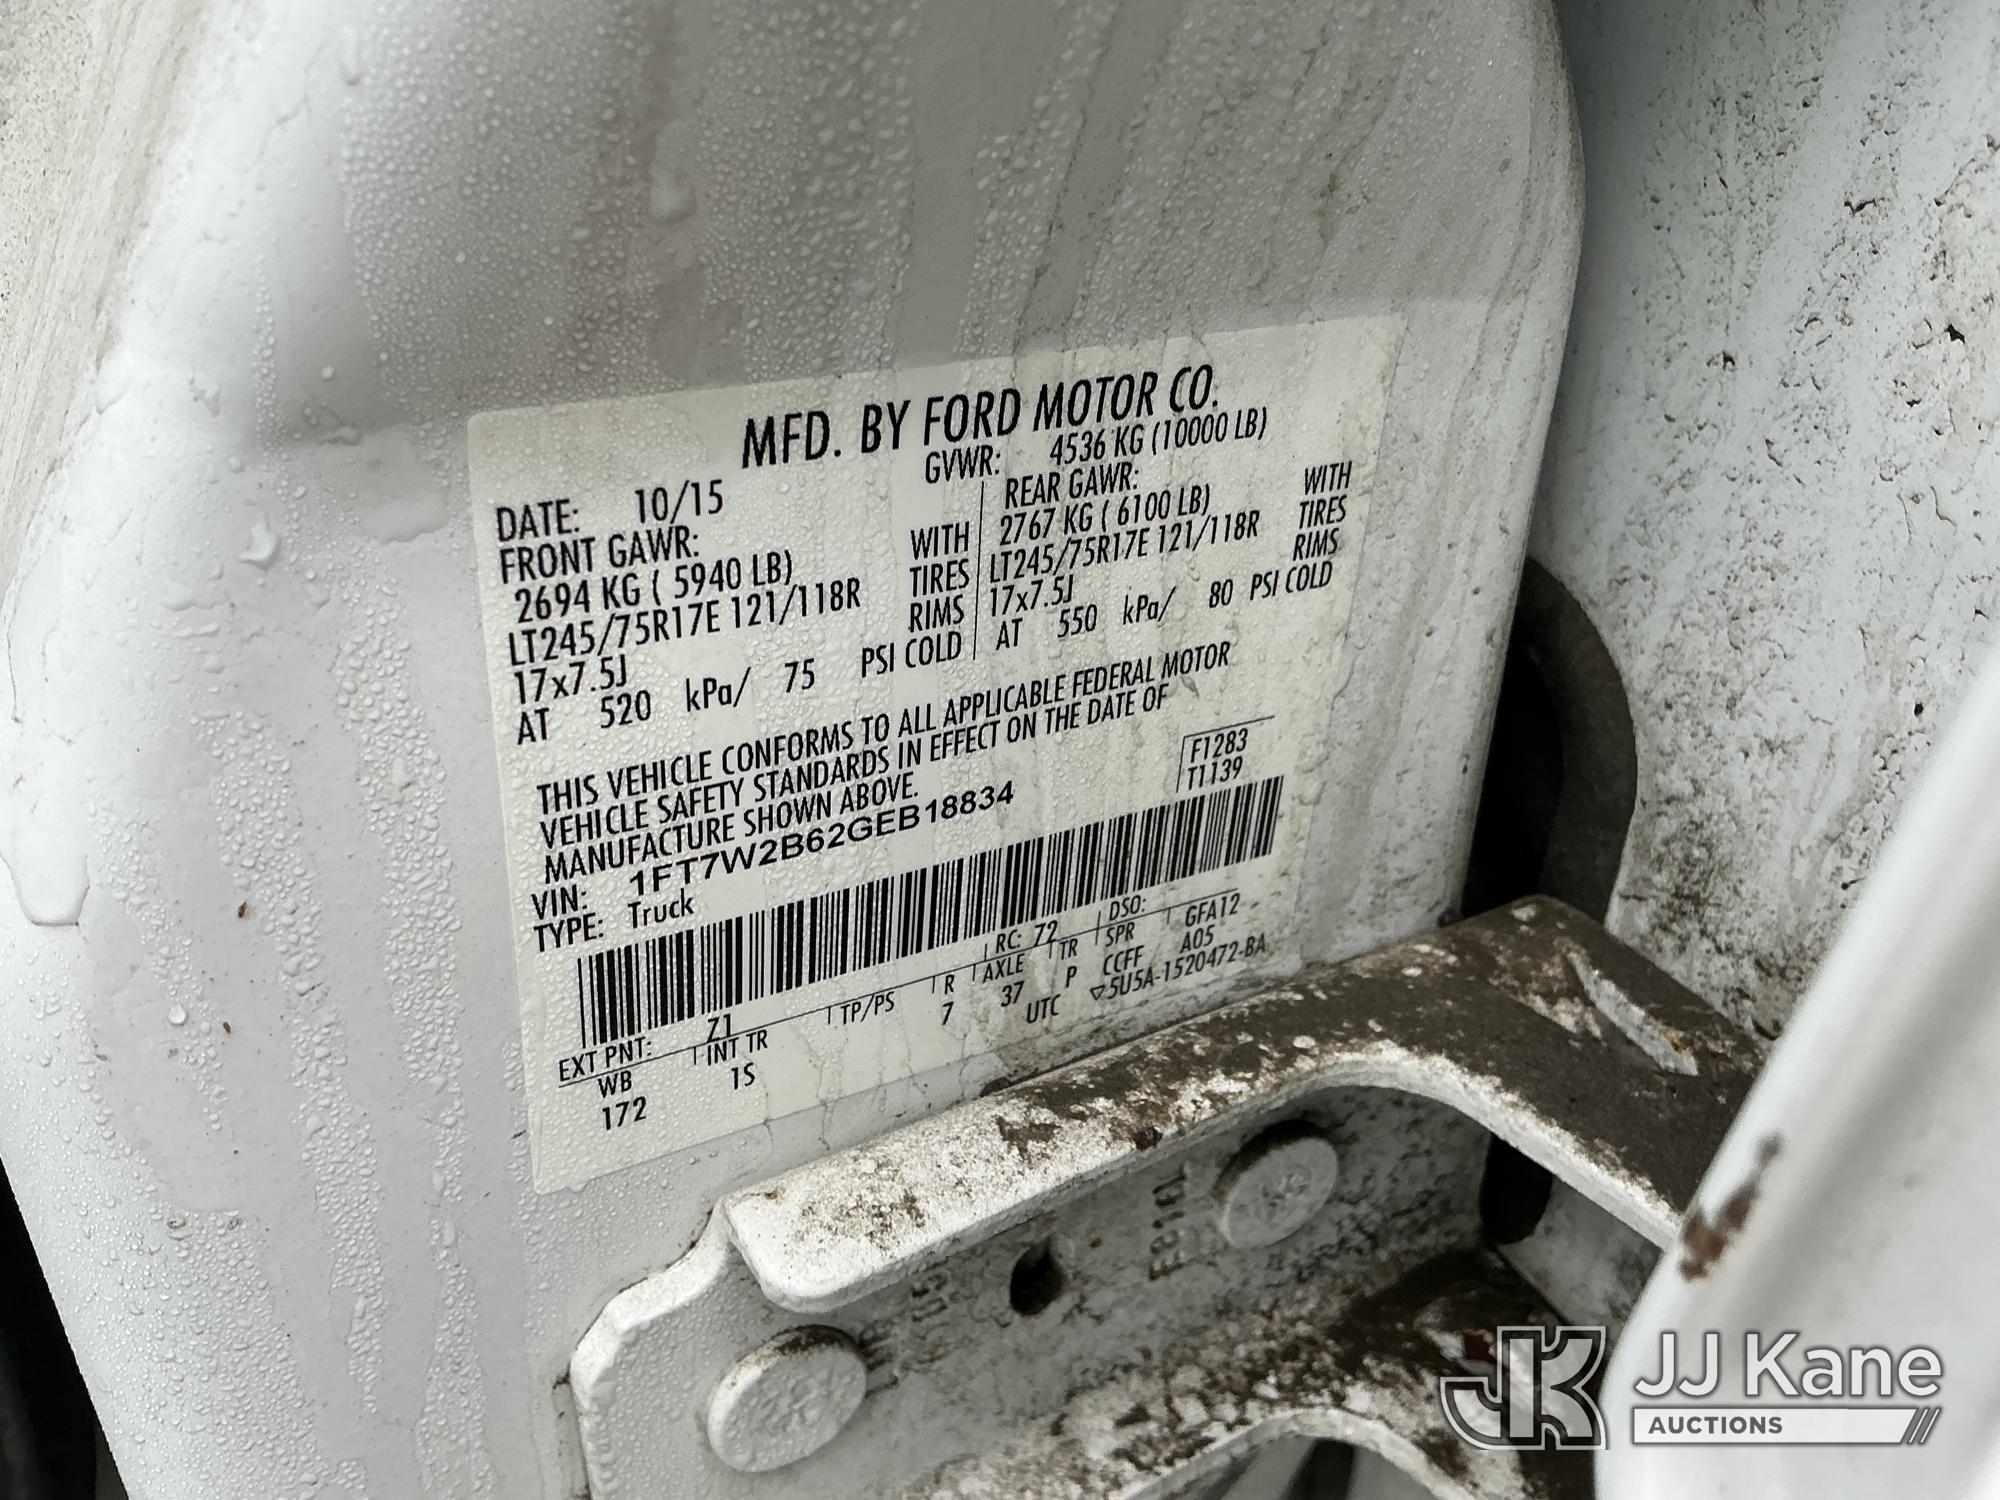 MFD. BY FORD MOTOR CO.
DATE: 10/15
GVWR: 4536 KG (10000 LB)
FRONT GAWR:
2694 KG ( 5940 LB)
WITH
LT245/75R17E 121/118R
TIRES
17x7.5J
RIMS
AT 520 kPa/ 75 PSI COLD
REAR GAWR:
2767 KG ( 6100 LB)
WITH
LT245/75R17E 121/118R
TIRES
17x7.5J
RIMS
AT 550 kPa/ 80 PSI COLD
THIS VEHICLE CONFORMS TO ALL APPLICABLE FEDERAL MOTOR
VEHICLE SAFETY STANDARDS IN EFFECT ON THE DATE OF
MANUFACTURE SHOWN ABOVE.
F1283
T1139
VIN: 1FT7W2B62GEB18834
TYPE: Truck
EXT PNT: Z1 RC: 72 DSO:
WB INT TR TP/PS R AXLE TR SPR GFA12
172 1S 7 37 P CCFF A05
UTC ▽5U5A-1520472-BA
JJ Kane
AUCTIONS